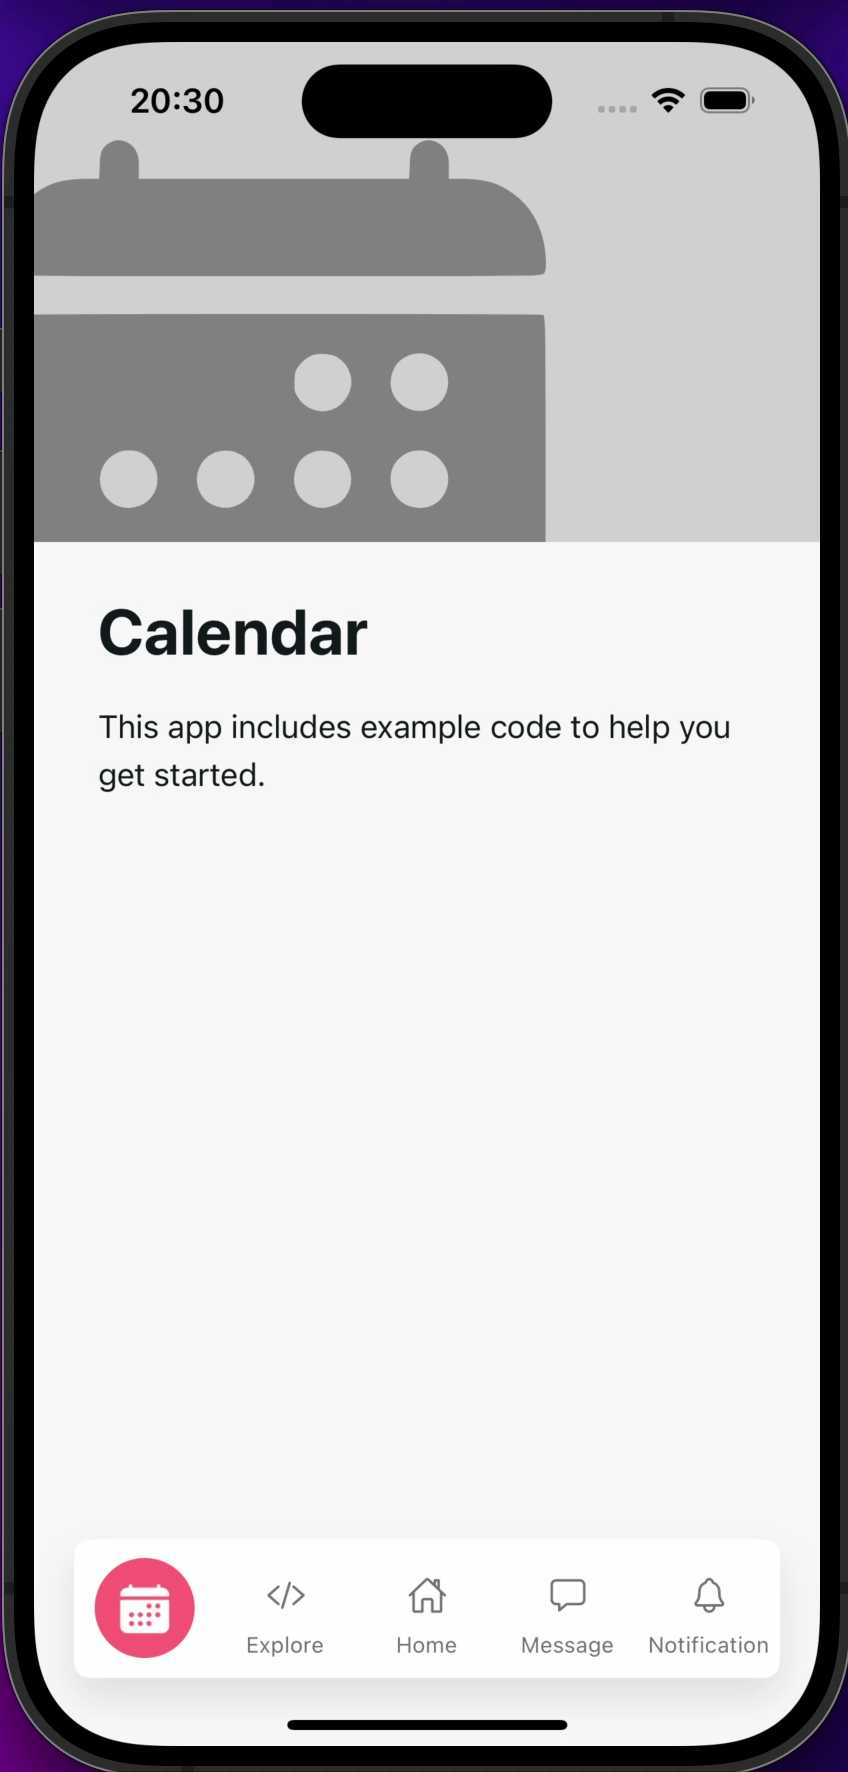 20:30
Calendar
This app includes example code to help you
get started.
Explore
Home
Message
Notification